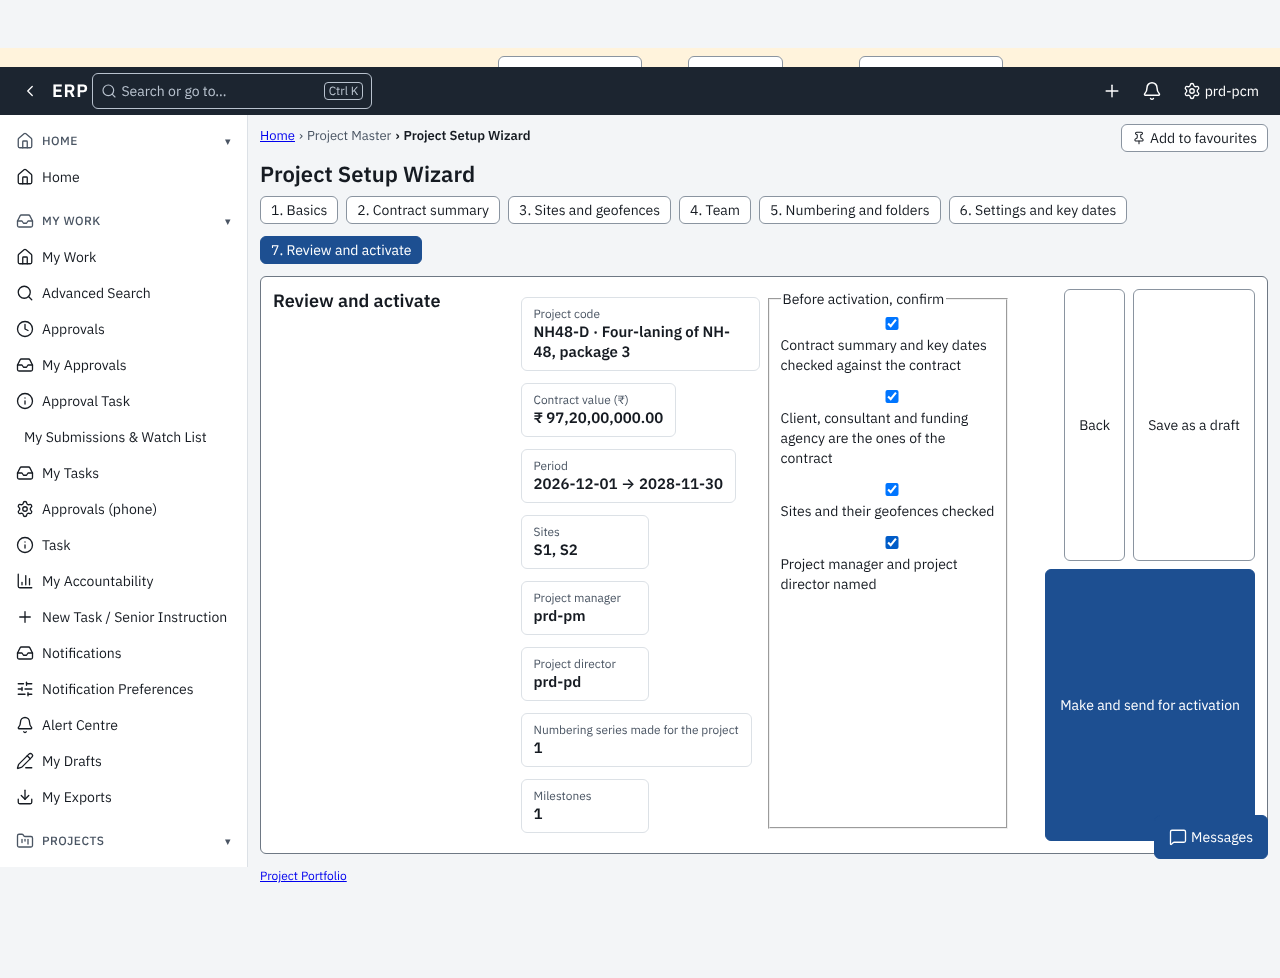 ERP
Search or go to...
Ctrl K
prd-pcm
HOME
Home
MY WORK
My Work
Advanced Search
Approvals
My Approvals
Approval Task
My Submissions & Watch List
My Tasks
Approvals (phone)
Task
My Accountability
New Task / Senior Instruction
Notifications
Notification Preferences
Alert Centre
My Drafts
My Exports
PROJECTS
Home › Project Master › Project Setup Wizard
Add to favourites
Project Setup Wizard
1. Basics
2. Contract summary
3. Sites and geofences
4. Team
5. Numbering and folders
6. Settings and key dates
7. Review and activate
Review and activate
Project code
NH48-D · Four-laning of NH-
48, package 3
Contract value (₹)
₹ 97,20,00,000.00
Period
2026-12-01 → 2028-11-30
Sites
S1, S2
Project manager
prd-pm
Project director
prd-pd
Numbering series made for the project
1
Milestones
1
Before activation, confirm
Contract summary and key dates
checked against the contract
Client, consultant and funding
agency are the ones of the
contract
Sites and their geofences checked
Project manager and project
director named
Back
Save as a draft
Make and send for activation
Messages
Project Portfolio